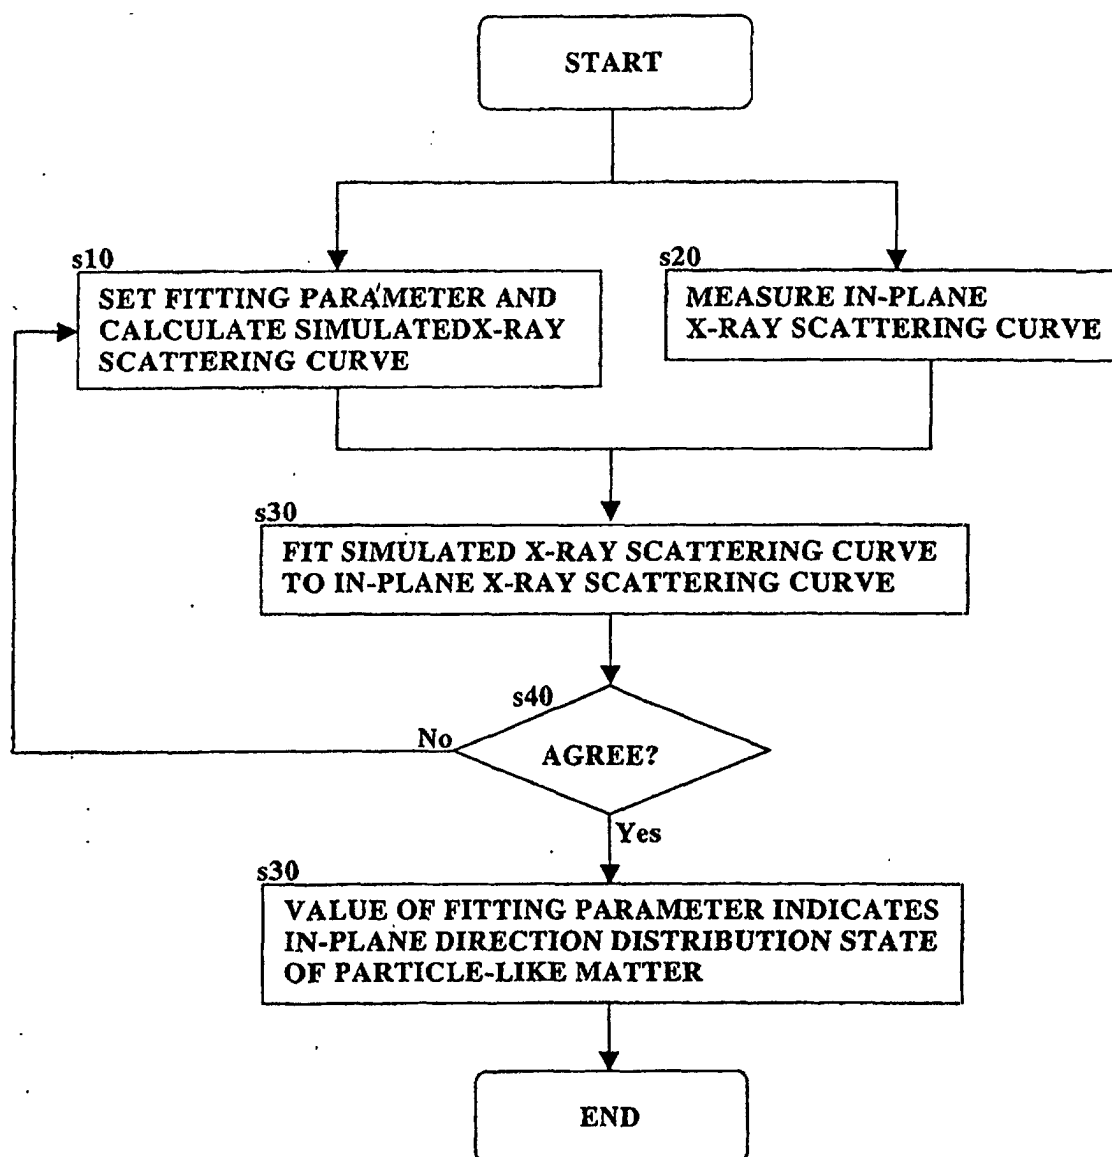 START
s10
SET FITTING PARAMETER AND
CALCULATE SIMULATEDX-RAY
SCATTERING CURVE
s20
MEASURE IN-PLANE
X-RAY SCATTERING CURVE
s30
FIT SIMULATED X-RAY SCATTERING CURVE
TO IN-PLANE X-RAY SCATTERING CURVE
s40
No
AGREE?
Yes
s30
VALUE OF FITTING PARAMETER INDICATES
IN-PLANE DIRECTION DISTRIBUTION STATE
OF PARTICLE-LIKE MATTER
END